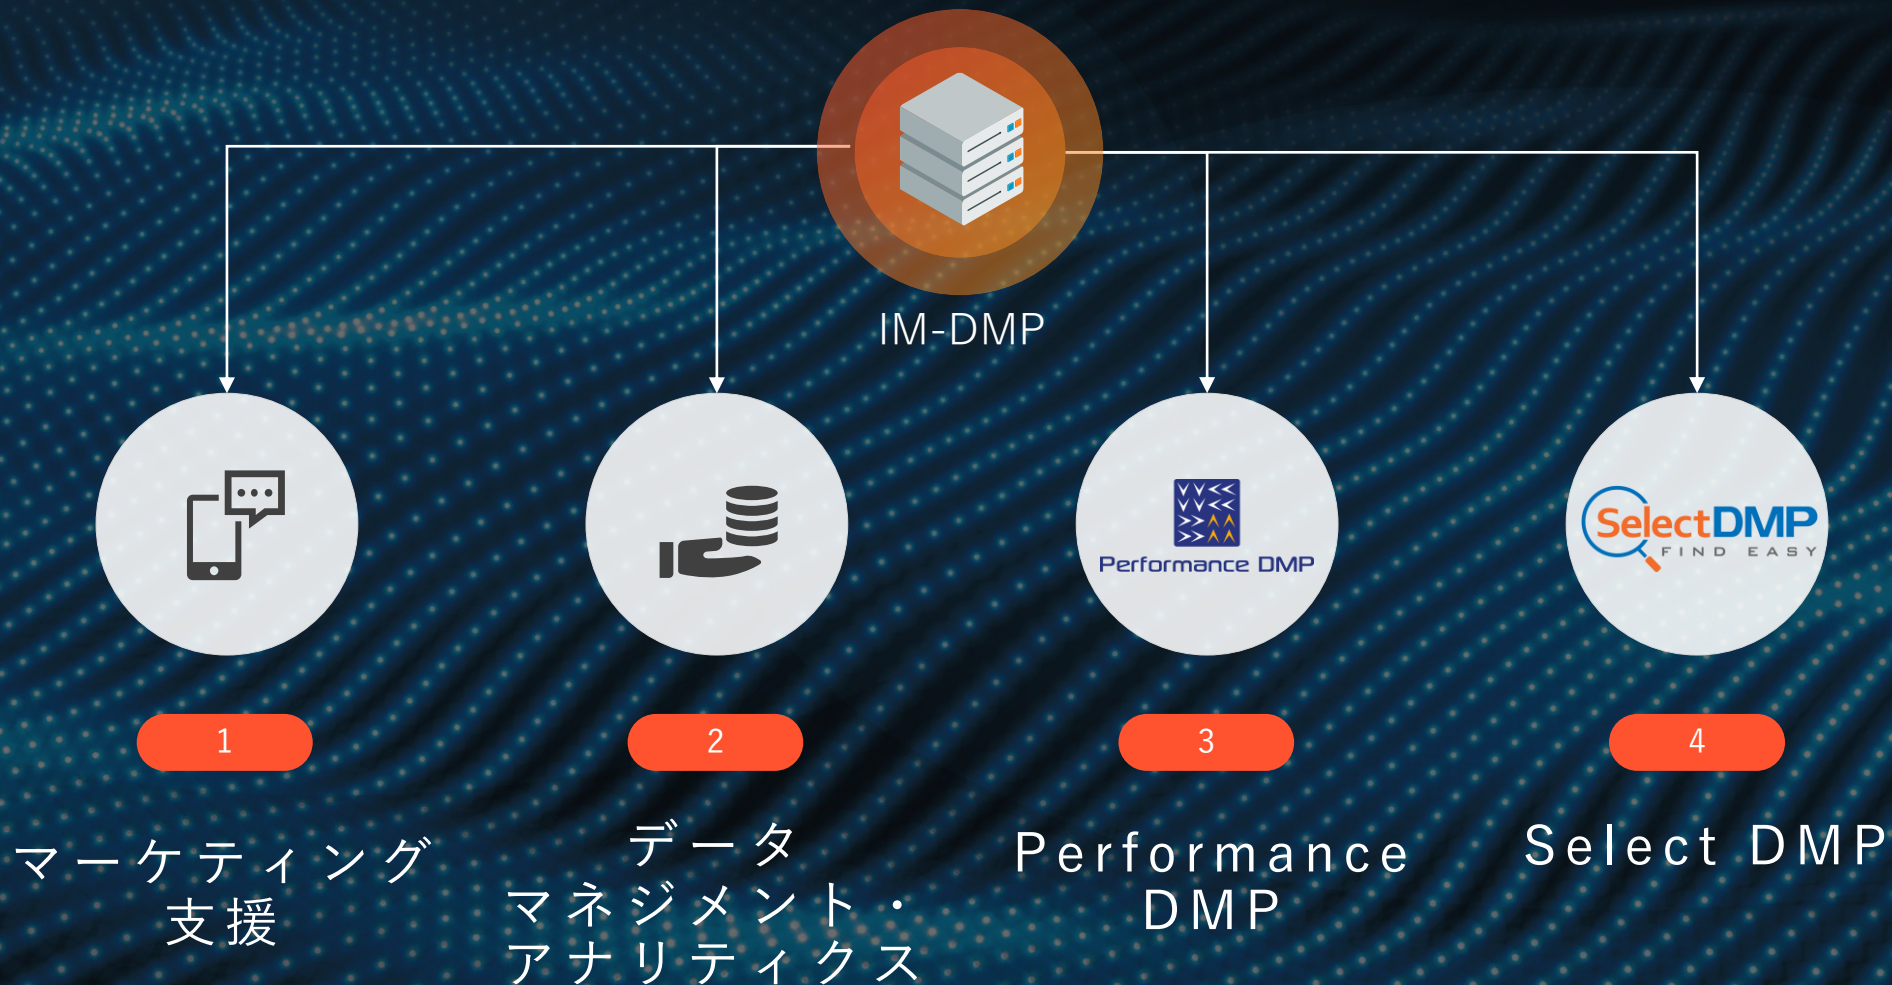 IM-DMP
Performance DMP
SelectDMP
FIND EASY
1
2
3
4
マーケティング
支援
データ
マネジメント・
アナリティクス
Performance
DMP
Select DMP